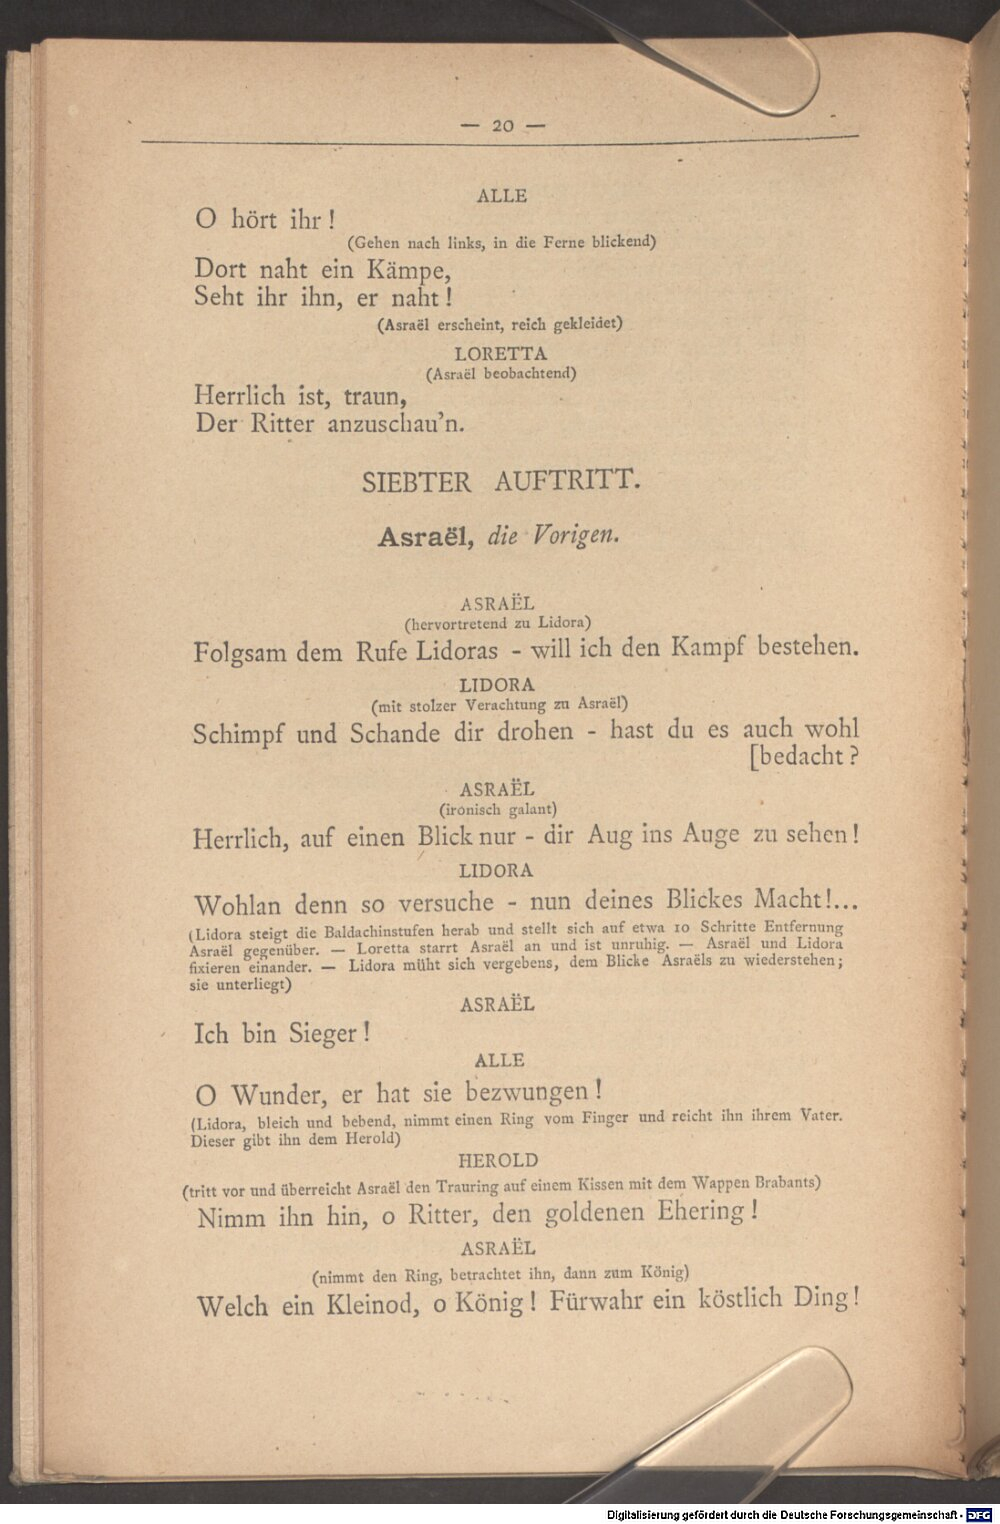 — 20 —
ALLE
O hört ihr!
(Gehen nach links, in die Ferne blickend)
Dort naht ein Kämpe,
Seht ihr ihn, er naht!
(Asraël erscheint, reich gekleidet)
LORETTA
(Asraël beobachtend)
Herrlich ist, traun,
Der Ritter anzuschau'n.
SIEBTER AUFTRITT.
Asraël, die Vorigen.
ASRAËL
(hervortretend zu Lidora)
Folgsam dem Rufe Lidoras - will ich den Kampf bestehen.
LIDORA
(mit stolzer Verachtung zu Asraël)
Schimpf und Schande dir drohen - hast du es auch wohl
[bedacht?
ASRAËL
(ironisch galant)
Herrlich, auf einen Blick nur - dir Aug ins Auge zu sehen!
LIDORA
Wohlan denn so versuche - nun deines Blickes Macht!...
(Lidora steigt die Baldachinstufen herab und stellt sich auf etwa 10 Schritte Entfernung
Asraël gegenüber. — Loretta starrt Asraël an und ist unruhig. — Asraël und Lidora
fixieren einander. — Lidora müht sich vergebens, dem Blicke Asraëls zu wiederstehen;
sie unterliegt)
ASRAËL
Ich bin Sieger!
ALLE
O Wunder, er hat sie bezwungen!
(Lidora, bleich und bebend, nimmt einen Ring vom Finger und reicht ihn ihrem Vater.
Dieser gibt ihn dem Herold)
HEROLD
(tritt vor und überreicht Asraël den Trauring auf einem Kissen mit dem Wappen Brabants)
Nimm ihn hin, o Ritter, den goldenen Ehering!
ASRAËL
(nimmt den Ring, betrachtet ihn, dann zum König)
Welch ein Kleinod, o König! Fürwahr ein köstlich Ding!
Digitalisierung gefördert durch die Deutsche Forschungsgemeinschaft - DFG